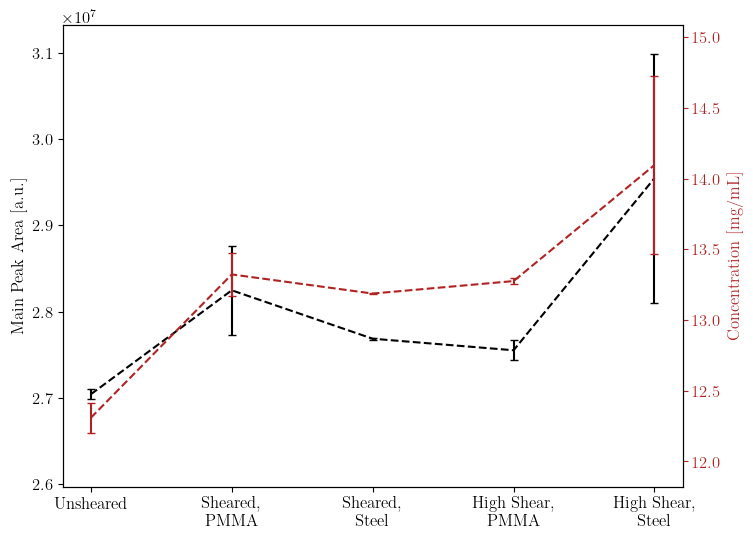 ×10⁷
Main Peak Area [a.u.]
3.1
3.0
2.9
2.8
2.7
2.6
15.0
14.5
14.0
13.5
13.0
12.5
12.0
Concentration [mg/mL]
Unsheared
Sheared,
PMMA
Sheared,
Steel
High Shear,
PMMA
High Shear,
Steel